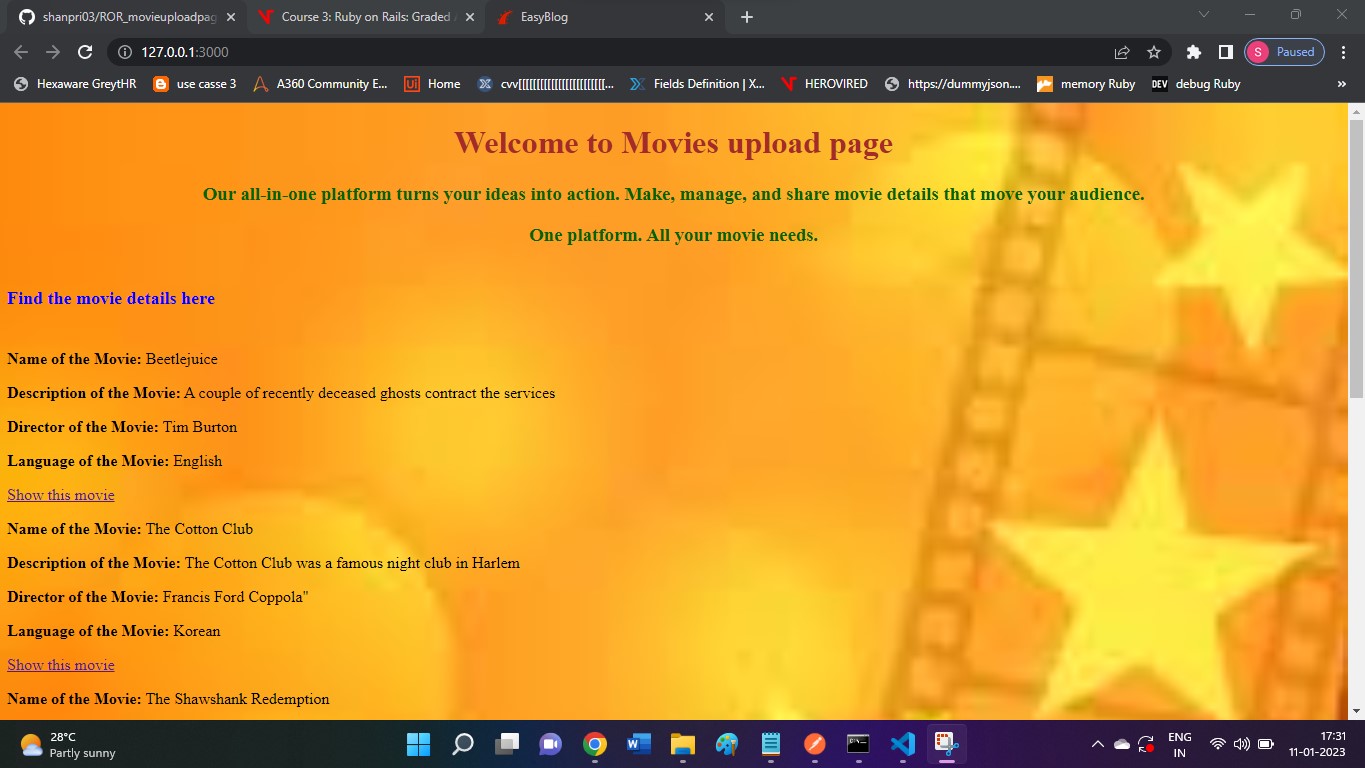 shanpri03/ROR_movieuploadpag
Course 3: Ruby on Rails: Graded
EasyBlog
127.0.0.1:3000
S Paused
Hexaware GreytHR
use casse 3
A360 Community E...
Home
cvv[[[[[[[[[[[[[[[[[[[[[[[[...
Fields Definition | X...
HEROVIRED
https://dummyjson....
memory Ruby
DEV debug Ruby
Welcome to Movies upload page
Our all-in-one platform turns your ideas into action. Make, manage, and share movie details that move your audience.
One platform. All your movie needs.
Find the movie details here
Name of the Movie: Beetlejuice
Description of the Movie: A couple of recently deceased ghosts contract the services
Director of the Movie: Tim Burton
Language of the Movie: English
Show this movie
Name of the Movie: The Cotton Club
Description of the Movie: The Cotton Club was a famous night club in Harlem
Director of the Movie: Francis Ford Coppola"
Language of the Movie: Korean
Show this movie
Name of the Movie: The Shawshank Redemption
28°C
Partly sunny
ENG
IN
17:31
11-01-2023